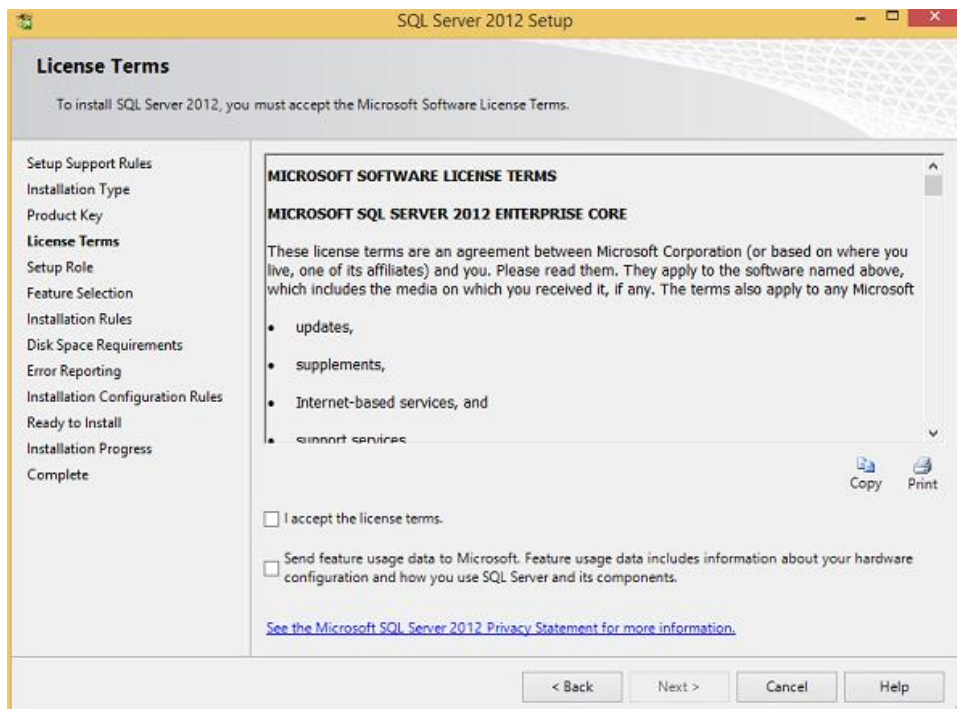 SQL Server 2012 Setup
License Terms
To install SQL Server 2012, you must accept the Microsoft Software License Terms.
Setup Support Rules
Installation Type
Product Key
License Terms
Setup Role
Feature Selection
Installation Rules
Disk Space Requirements
Error Reporting
Installation Configuration Rules
Ready to Install
Installation Progress
Complete
MICROSOFT SOFTWARE LICENSE TERMS
MICROSOFT SQL SERVER 2012 ENTERPRISE CORE
These license terms are an agreement between Microsoft Corporation (or based on where you
live, one of its affiliates) and you. Please read them. They apply to the software named above,
which includes the media on which you received it, if any. The terms also apply to any Microsoft
• updates,
• supplements,
• Internet-based services, and
• support services
Copy
Print
I accept the license terms.
Send feature usage data to Microsoft. Feature usage data includes information about your hardware
configuration and how you use SQL Server and its components.
See the Microsoft SQL Server 2012 Privacy Statement for more information.
< Back
Next >
Cancel
Help